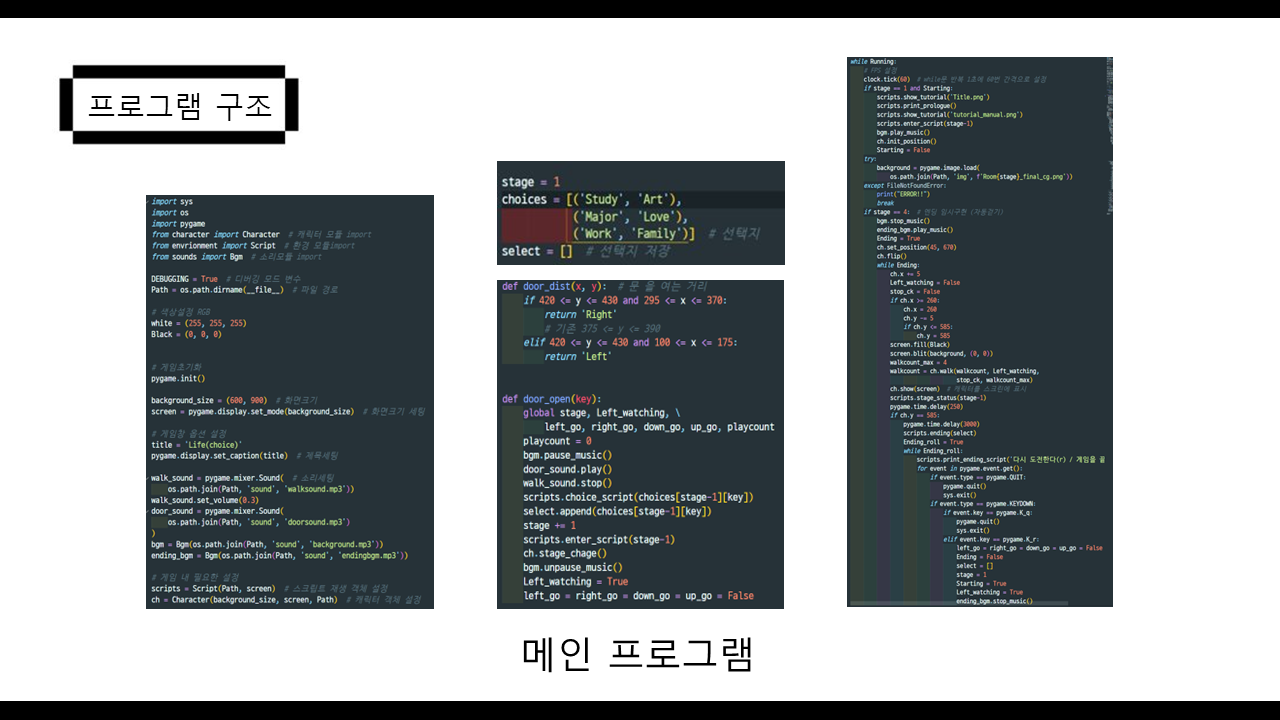 프로그램 구조
import sys
import os
import pygame
from character import Character  # 캐릭터 모듈 import
from envrionment import Script  # 환경 모듈import
from sounds import Bgm  # 소리모듈 import
DEBUGGING = True  # 디버깅 모드 변수
Path = os.path.dirname(__file__)  # 파일 경로
# 색상설정 RGB
white = (255, 255, 255)
Black = (0, 0, 0)
# 게임초기화
pygame.init()
background_size = (600, 900)  # 화면크기
screen = pygame.display.set_mode(background_size)  # 화면크기 세팅
# 게임창 옵션 설정
title = 'Life(choice)'
pygame.display.set_caption(title)  # 제목세팅
walk_sound = pygame.mixer.Sound(  # 소리세팅
os.path.join(Path, 'sound', 'walksound.mp3'))
walk_sound.set_volume(0.3)
door_sound = pygame.mixer.Sound(
os.path.join(Path, 'sound', 'doorsound.mp3')
)
bgm = Bgm(os.path.join(Path, 'sound', 'background.mp3'))
ending_bgm = Bgm(os.path.join(Path, 'sound', 'endingbgm.mp3'))
# 게임 내 필요한 설정
scripts = Script(Path, screen)  # 스크립트 재생 객체 설정
ch = Character(background_size, screen, Path)  # 캐릭터 객체 설정
stage = 1
choices = [('Study', 'Art'),
('Major', 'Love'),
('Work', 'Family')]  # 선택지
select = []  # 선택지 저장
def door_dist(x, y):  # 문 을 여는 거리
if 420 <= y <= 430 and 295 <= x <= 370:
return 'Right'
# 기존 375 <= y <= 390
elif 420 <= y <= 430 and 100 <= x <= 175:
return 'Left'
def door_open(key):
global stage, Left_watching, \
left_go, right_go, down_go, up_go, playcount
playcount = 0
bgm.pause_music()
door_sound.play()
walk_sound.stop()
scripts.choice_script(choices[stage-1][key])
select.append(choices[stage-1][key])
stage += 1
scripts.enter_script(stage-1)
ch.stage_chage()
bgm.unpause_music()
Left_watching = True
left_go = right_go = down_go = up_go = False
while Running:
# FPS 설정
clock.tick(60)  # while문 반복 1초에 60번 간격으로 설정
if stage == 1 and Starting:
scripts.show_tutorial('Title.png')
scripts.print_prologue()
scripts.show_tutorial('tutorial_manual.png')
scripts.enter_script(stage-1)
bgm.play_music()
ch.init_position()
Starting = False
try:
background = pygame.image.load(
os.path.join(Path, 'img', f'Room{stage}_final_cg.png'))
except FileNotFoundError:
print("ERROR!!")
break
if stage == 4:  # 엔딩 임시구현 (자동걷기)
bgm.stop_music()
ending_bgm.play_music()
Ending = True
ch.set_position(45, 670)
ch.flip()
while Ending:
ch.x += 5
Left_watching = False
stop_ck = False
if ch.x >= 260:
ch.x = 260
ch.y -= 5
if ch.y <= 585:
ch.y = 585
screen.fill(Black)
screen.blit(background, (0, 0))
walkcount_max = 4
walkcount = ch.walk(walkcount, Left_watching,
stop_ck, walkcount_max)
ch.show(screen)  # 캐릭터를 스크린에 표시
scripts.stage_status(stage-1)
pygame.time.delay(250)
if ch.y == 585:
pygame.time.delay(3000)
scripts.ending(select)
Ending_roll = True
while Ending_roll:
scripts.print_ending_script('다시 도전한다(r) / 게임을 끝
for event in pygame.event.get():
if event.type == pygame.QUIT:
pygame.quit()
sys.exit()
if event.type == pygame.KEYDOWN:
if event.key == pygame.K_q:
pygame.quit()
sys.exit()
elif event.key == pygame.K_r:
left_go = right_go = down_go = up_go = False
Ending = False
select = []
stage = 1
Starting = True
Left_watching = True
ending_bgm.stop_music()
메인 프로그램